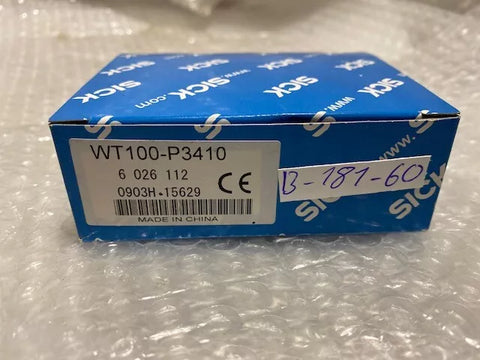 SICK
www.sick.com
SICK
www.sick.com
SICK
WT100-P3410
6 026 112
0903H·15629
CE
MADE IN CHINA
B-181-60
SICK